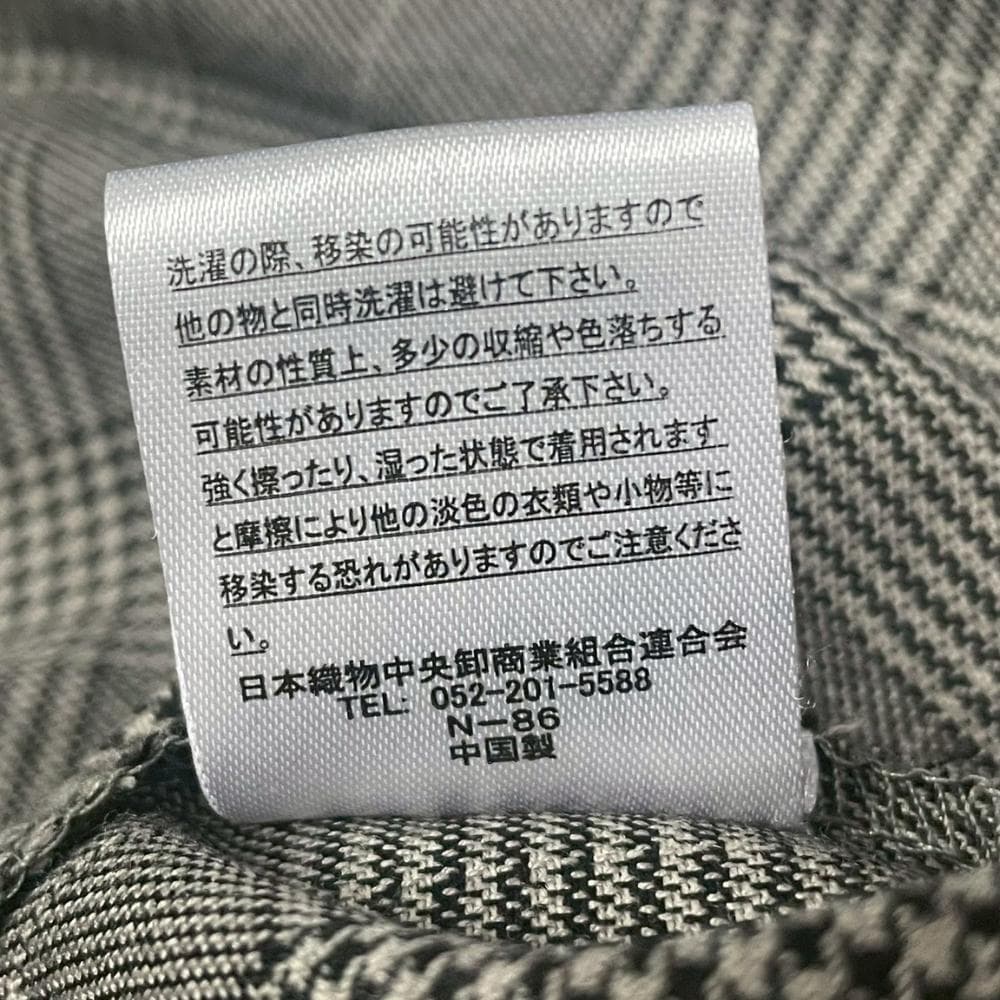 洗濯の際、移染の可能性がありますので
他の物と同時洗濯は避けて下さい。
素材の性質上、多少の収縮や色落ちする
可能性がありますのでご了承下さい。
強く擦ったり、湿った状態で着用されます
と摩擦により他の淡色の衣類や小物等に
移染する恐れがありますのでご注意くださ
い。
日本織物中央卸商業組合連合会
TEL: 052-201-5588
N-86
中国製